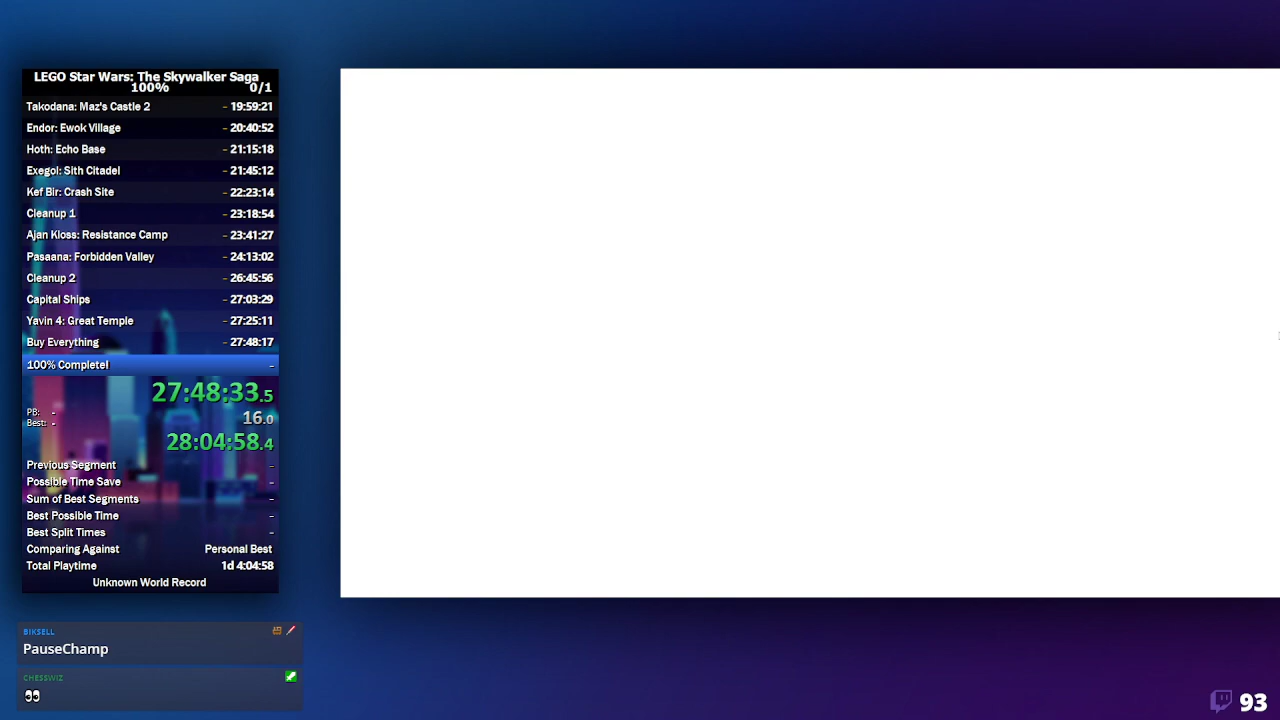 LEGO Star Wars: The Skywalker Saga
100% 0/1
Takodana: Maz's Castle 2 - 19:59:21
Endor: Ewok Village - 20:40:52
Hoth: Echo Base - 21:15:18
Exegol: Sith Citadel - 21:45:12
Kef Bir: Crash Site - 22:23:14
Cleanup 1 - 23:18:54
Ajan Kloss: Resistance Camp - 23:41:27
Pasaana: Forbidden Valley - 24:13:02
Cleanup 2 - 26:45:56
Capital Ships - 27:03:29
Yavin 4: Great Temple - 27:25:11
Buy Everything - 27:48:17
100% Complete! -
27:48:33.5
PB: - 16.0
Best: -
28:04:58.4
Previous Segment -
Possible Time Save -
Sum of Best Segments -
Best Possible Time -
Best Split Times -
Comparing Against Personal Best
Total Playtime 1d 4:04:58
Unknown World Record
BIKSELL
PauseChamp
CHESSWIZ
👀
93